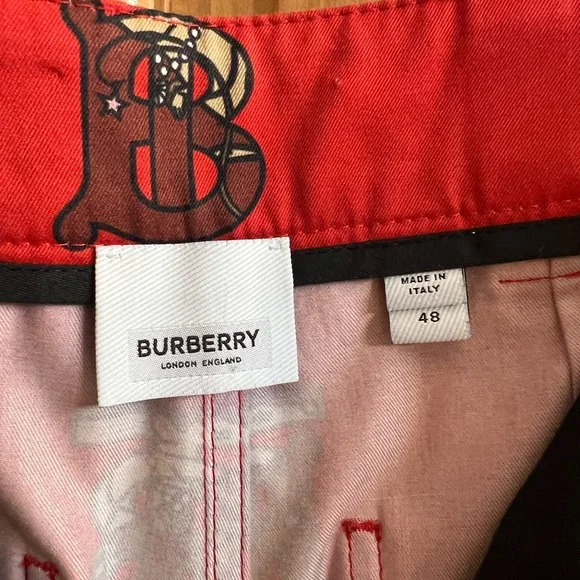 B
BURBERRY
LONDON ENGLAND
MADE IN
ITALY
48